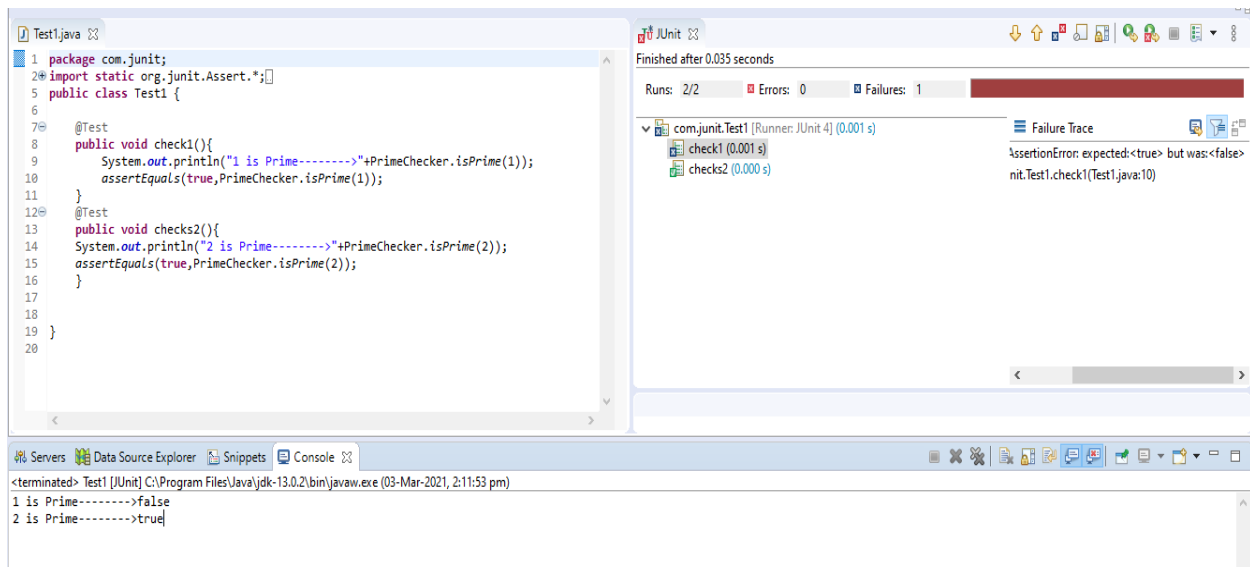 Test1.java
1 package com.junit;
2 import static org.junit.Assert.*;
5 public class Test1 {
6
7 @Test
8 public void check1(){
9 System.out.println("1 is Prime-------->"+PrimeChecker.isPrime(1));
10 assertEquals(true,PrimeChecker.isPrime(1));
11 }
12 @Test
13 public void checks2(){
14 System.out.println("2 is Prime-------->"+PrimeChecker.isPrime(2));
15 assertEquals(true,PrimeChecker.isPrime(2));
16 }
17
18
19 }
20
JUnit
Finished after 0.035 seconds
Runs: 2/2 Errors: 0 Failures: 1
com.junit.Test1 [Runner: JUnit 4] (0.001 s)
check1 (0.001 s)
checks2 (0.000 s)
Failure Trace
AssertionError: expected:<true> but was:<false>
nit.Test1.check1(Test1.java:10)
Servers Data Source Explorer Snippets Console
<terminated> Test1 [JUnit] C:\Program Files\Java\jdk-13.0.2\bin\javaw.exe (03-Mar-2021, 2:11:53 pm)
1 is Prime-------->false
2 is Prime-------->true